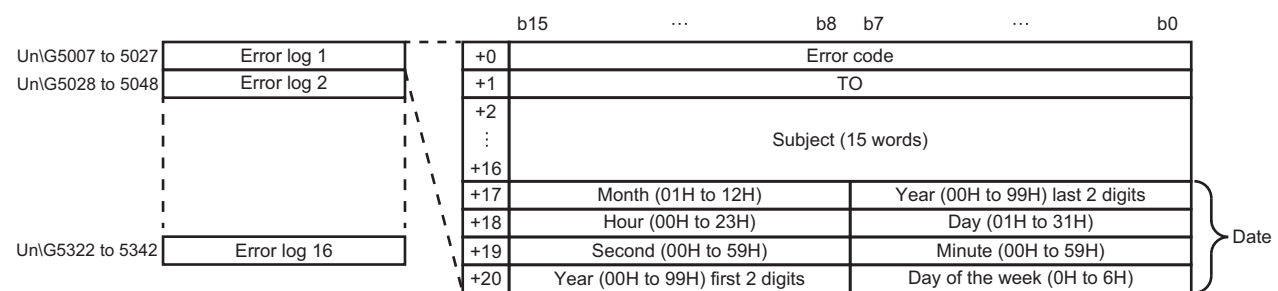 b15 ... b8 b7 ... b0
Un\G5007 to 5027 Error log 1 +0 Error code
Un\G5028 to 5048 Error log 2 +1 TO
+2
⋮ Subject (15 words)
+16
+17 Month (01H to 12H) Year (00H to 99H) last 2 digits
+18 Hour (00H to 23H) Day (01H to 31H)
Un\G5322 to 5342 Error log 16 +19 Second (00H to 59H) Minute (00H to 59H) Date
+20 Year (00H to 99H) first 2 digits Day of the week (0H to 6H)